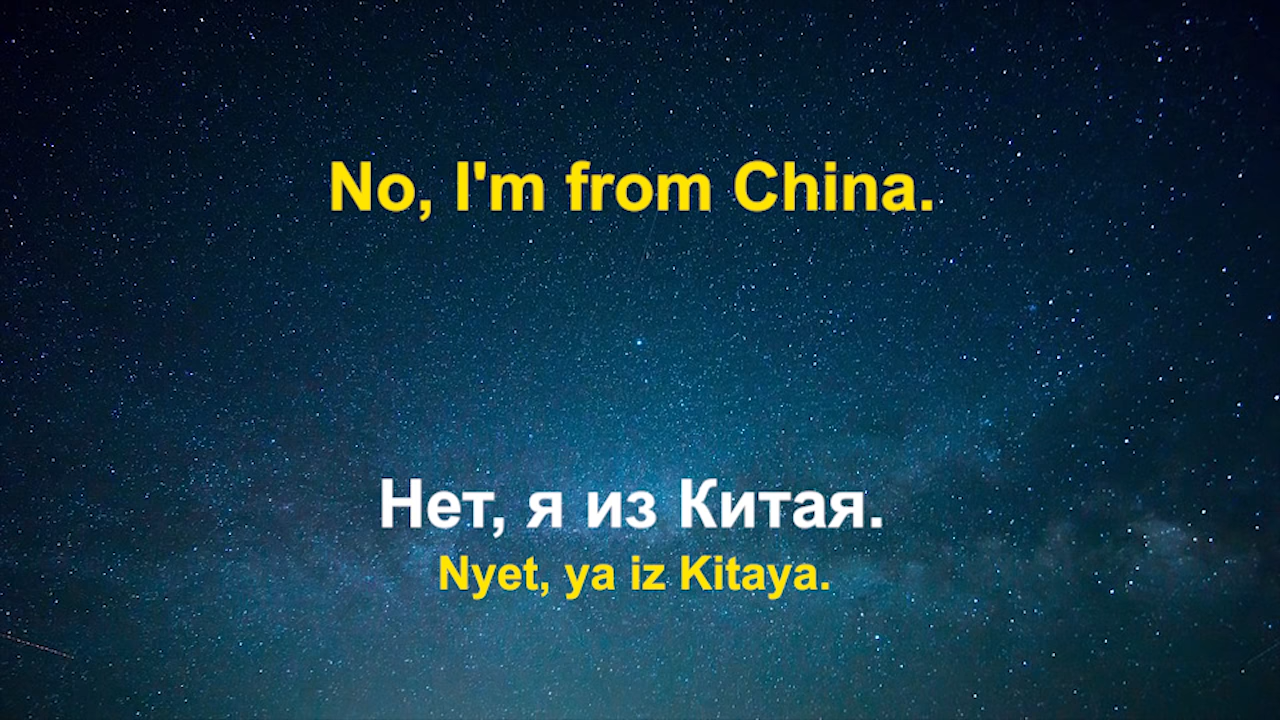 No, I'm from China.
Нет, я из Китая.
Nyet, ya iz Kitaya.